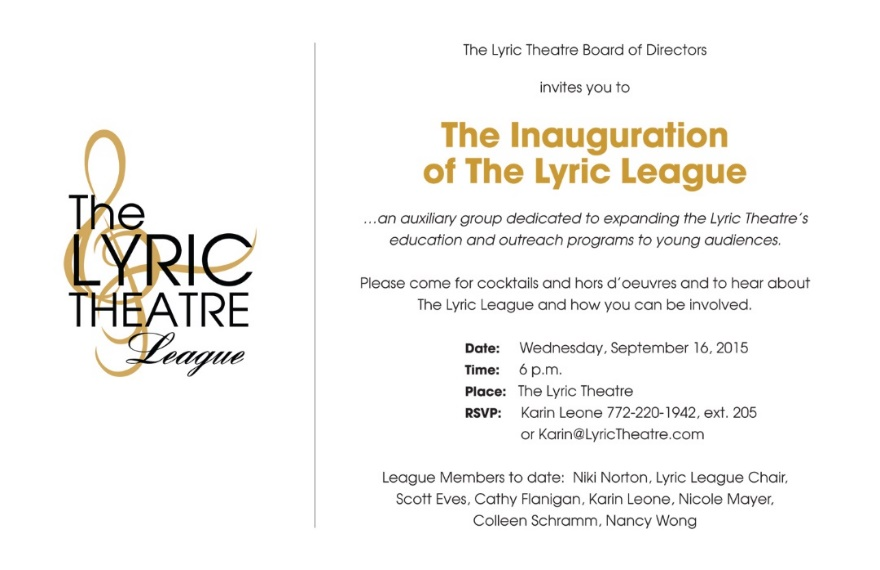 The
LYRIC
THEATRE
League
The Lyric Theatre Board of Directors
invites you to
The Inauguration
of The Lyric League
...an auxiliary group dedicated to expanding the Lyric Theatre's
education and outreach programs to young audiences.
Please come for cocktails and hors d'oeuvres and to hear about
The Lyric League and how you can be involved.
Date: Wednesday, September 16, 2015
Time: 6 p.m.
Place: The Lyric Theatre
RSVP: Karin Leone 772-220-1942, ext. 205
or Karin@LyricTheatre.com
League Members to date: Niki Norton, Lyric League Chair,
Scott Eves, Cathy Flanigan, Karin Leone, Nicole Mayer,
Colleen Schramm, Nancy Wong